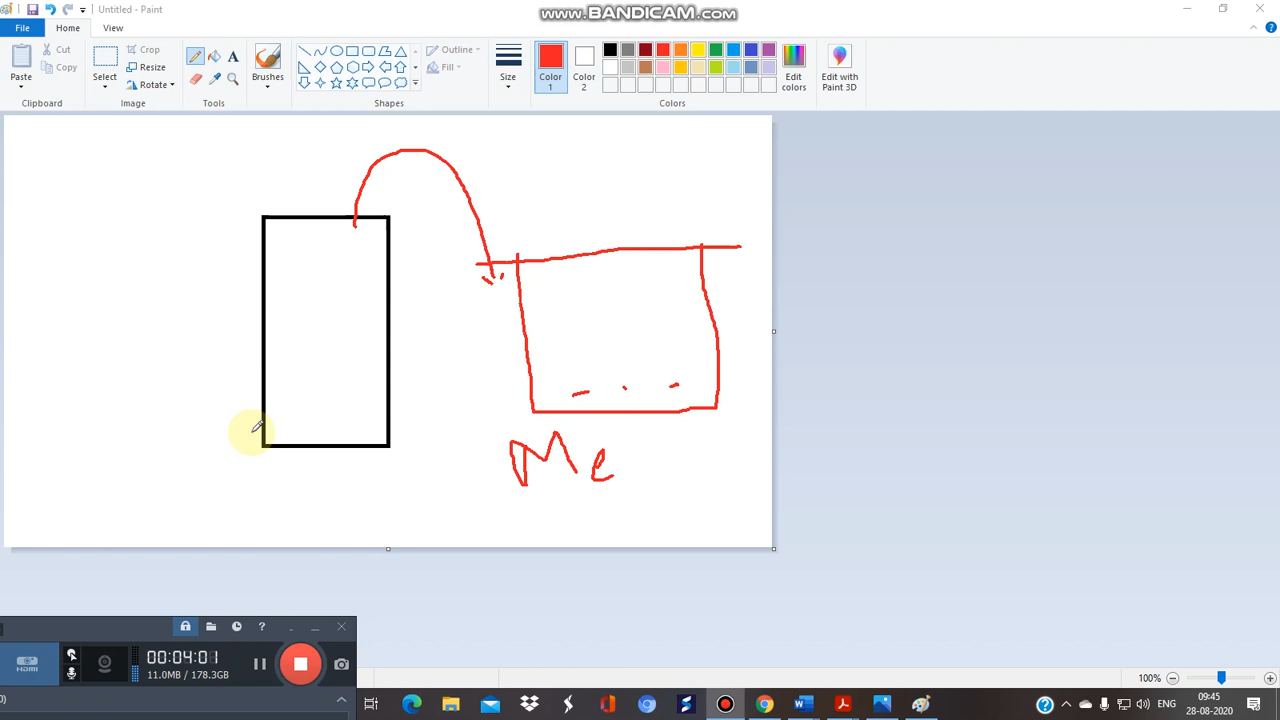 Untitled - Paint
www.BANDICAM.com
File
Home
View
Paste
Cut
Copy
Clipboard
Select
Crop
Resize
Rotate
Image
Tools
Brushes
Outline
Fill
Shapes
Size
Color
1
Color
2
Edit
colors
Edit with
Paint 3D
Colors
Me
HDMI
00:04:01
11.0MB / 178.3GB
100%
ENG
09:45
28-08-2020